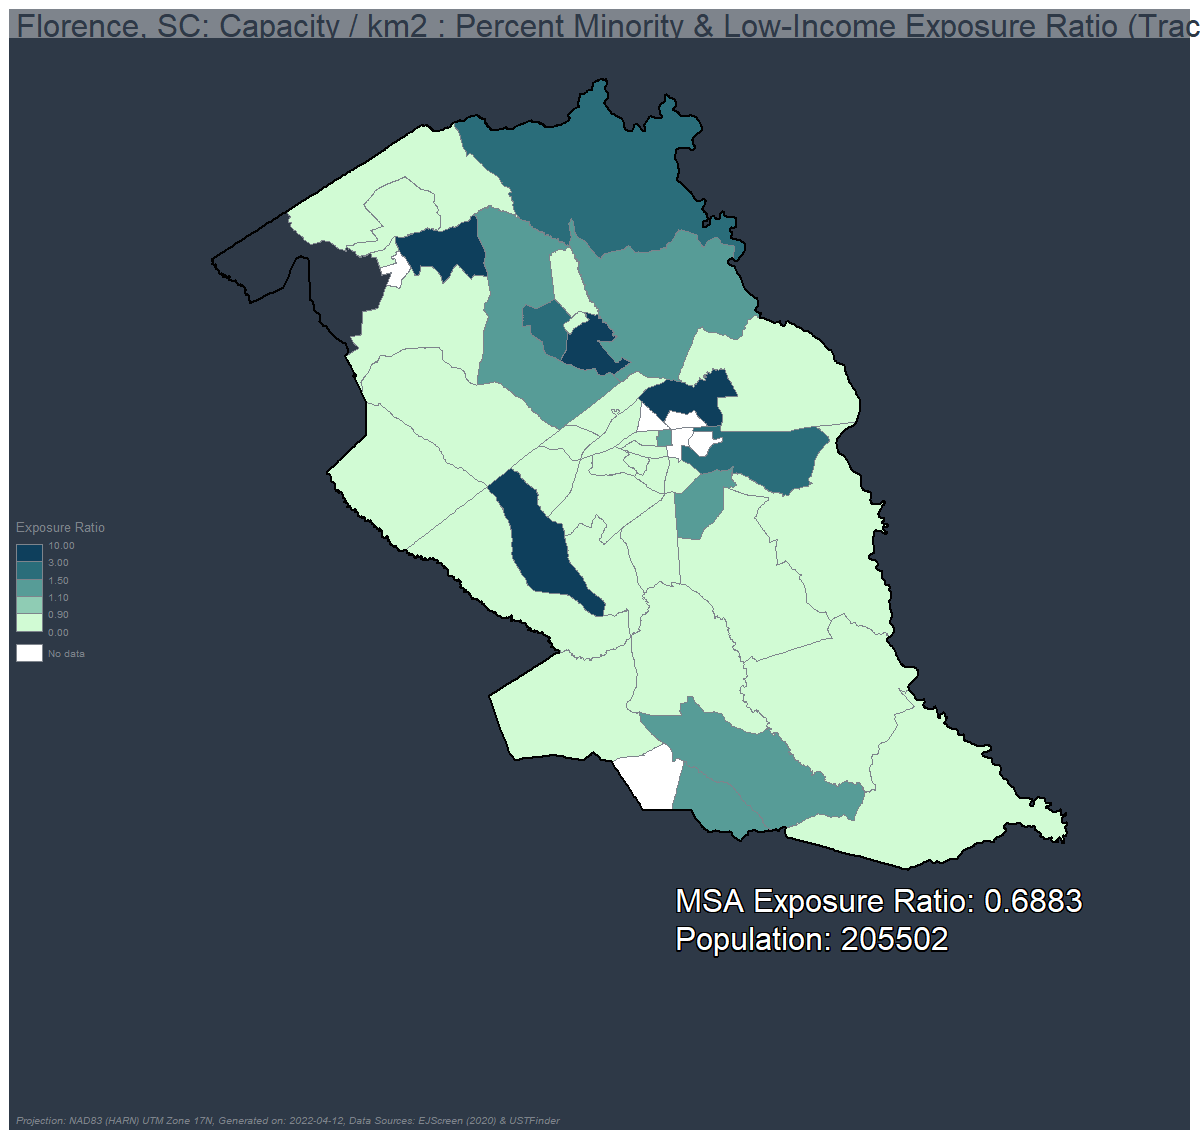 Florence, SC: Capacity / km2 : Percent Minority & Low-Income Exposure Ratio (Trac
Exposure Ratio
10.00
3.00
1.50
1.10
0.90
0.00
No data
MSA Exposure Ratio: 0.6883
Population: 205502
Projection: NAD83 (HARN) UTM Zone 17N, Generated on: 2022-04-12, Data Sources: EJScreen (2020) & USTFinder